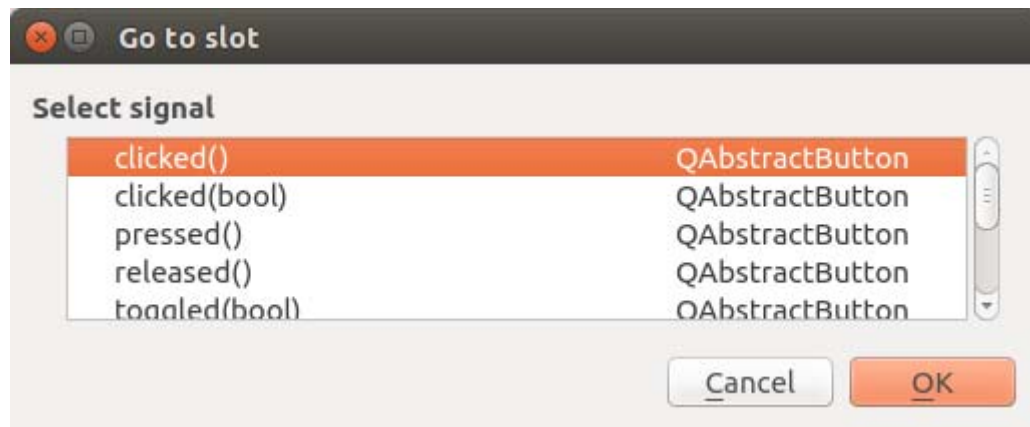 Go to slot
Select signal
clicked() QAbstractButton
clicked(bool) QAbstractButton
pressed() QAbstractButton
released() QAbstractButton
toggled(bool) QAbstractButton
Cancel OK